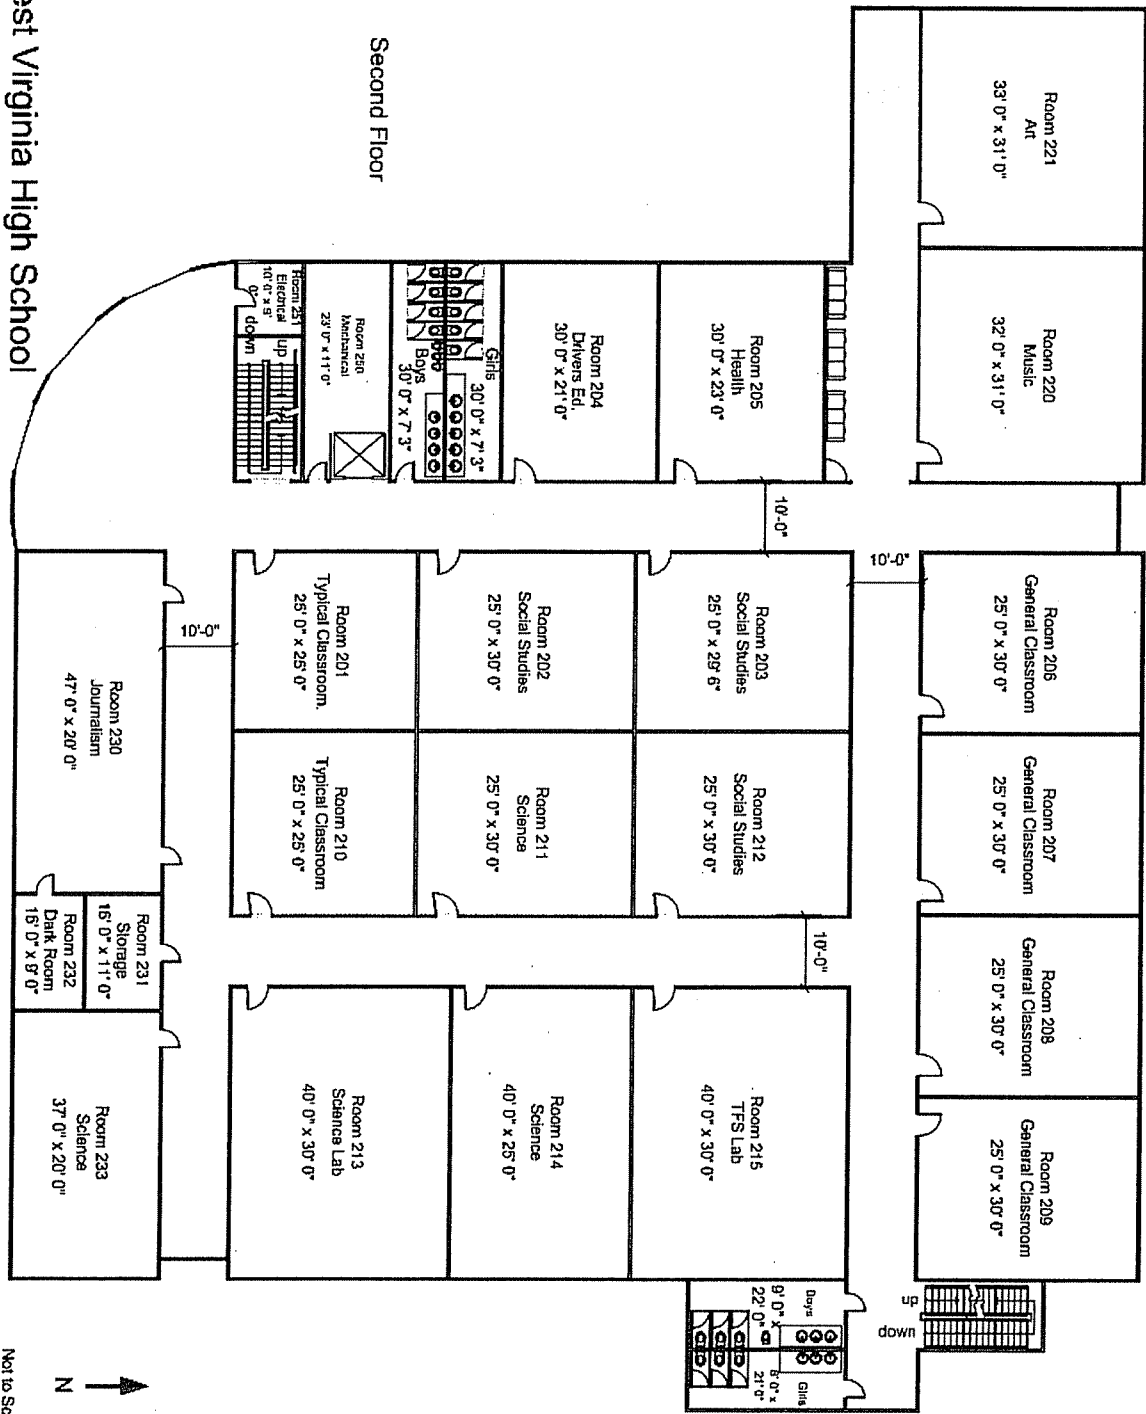 est Virginia High School
Second Floor
Room 221
Art
33' 0" x 31' 0"
Room 220
Music
32' 0" x 31' 0"
Room 206
General Classroom
25' 0" x 30' 0"
Room 207
General Classroom
25' 0" x 30' 0"
Room 208
General Classroom
25' 0" x 30' 0"
Room 209
General Classroom
25' 0" x 30' 0"
up
down
Room 205
Health
30' 0" x 23' 0"
Room 204
Drivers Ed.
30' 0" x 21' 0"
Girls
30' 0" x 7' 3"
Boys
30' 0" x 7' 3"
Room 250
Mechanical
23' 0" x 11' 0"
Room 251
Electrical
10' 0" x 9'
0"
up
down
10'-0"
10'-0"
10'-0"
10'-0"
Room 203
Social Studies
25' 0" x 29' 6"
Room 202
Social Studies
25' 0" x 30' 0"
Room 201
Typical Classroom.
25' 0" x 25' 0"
Room 212
Social Studies
25' 0" x 30' 0"
Room 211
Science
25' 0" x 30' 0"
Room 210
Typical Classroom
25' 0" x 25' 0"
Room 215
TFS Lab
40' 0" x 30' 0"
Room 214
Science
40' 0" x 25' 0"
Room 213
Science Lab
40' 0" x 30' 0"
Boys
9' 0" x
22' 0"
Girls
8' 0" x
21' 0"
Room 230
Journalism
47' 0" x 20' 0"
Room 231
Storage
16' 0" x 11' 0"
Room 232
Dark Room
16' 0" x 9' 0"
Room 233
Science
37' 0" x 20' 0"
N
Not to Sc